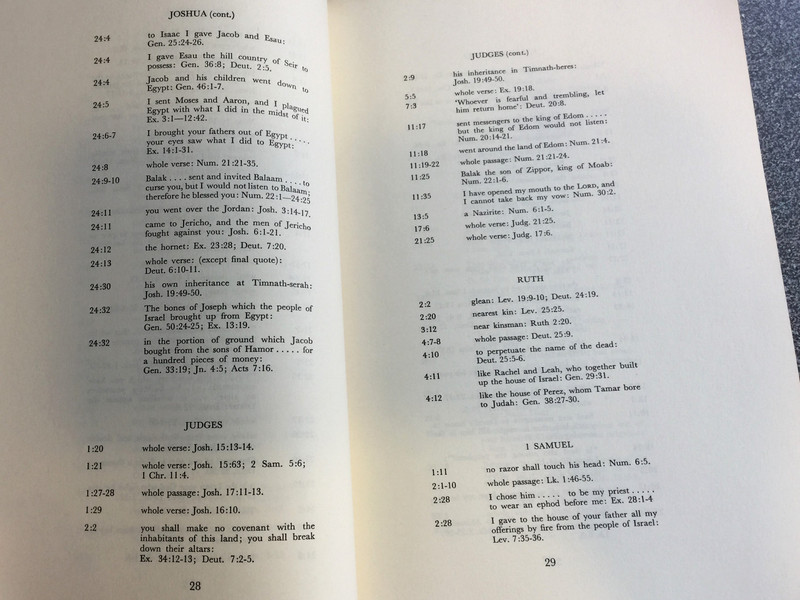 JOSHUA (cont.)
24:4 to Isaac I gave Jacob and Esau:
Gen. 25:24-26.
24:4 I gave Esau the hill country of Seir to
possess: Gen. 36:8; Deut. 2:5.
24:4 Jacob and his children went down to
Egypt: Gen. 46:1-7.
24:5 I sent Moses and Aaron, and I plagued
Egypt with what I did in the midst of it:
Ex. 3:1—12:42.
24:6-7 I brought your fathers out of Egypt . . . .
your eyes saw what I did to Egypt:
Ex. 14:1-31.
24:8 whole verse: Num. 21:21-35.
24:9-10 Balak . . . . sent and invited Balaam . . . . to
curse you, but I would not listen to Balaam;
therefore he blessed you: Num. 22:1—24:25
24:11 you went over the Jordan: Josh. 3:14-17.
24:11 came to Jericho, and the men of Jericho
fought against you: Josh. 6:1-21.
24:12 the hornet: Ex. 23:28; Deut. 7:20.
24:13 whole verse: (except final quote):
Deut. 6:10-11.
24:30 his own inheritance at Timnath-serah:
Josh. 19:49-50.
24:32 The bones of Joseph which the people of
Israel brought up from Egypt:
Gen. 50:24-25; Ex. 13:19.
24:32 in the portion of ground which Jacob
bought from the sons of Hamor . . . . . for
a hundred pieces of money:
Gen. 33:19; Jn. 4:5; Acts 7:16.
JUDGES
1:20 whole verse: Josh. 15:13-14.
1:21 whole verse: Josh. 15:63; 2 Sam. 5:6;
1 Chr. 11:4.
1:27-28 whole passage: Josh. 17:11-13.
1:29 whole verse: Josh. 16:10.
2:2 you shall make no covenant with the
inhabitants of this land; you shall break
down their altars:
Ex. 34:12-13; Deut. 7:2-5.
28
JUDGES (cont.)
2:9 his inheritance in Timnath-heres:
Josh. 19:49-50.
5:5 whole verse: Ex. 19:18.
7:3 'Whoever is fearful and trembling, let
him return home': Deut. 20:8.
11:17 sent messengers to the king of Edom . . . . .
but the king of Edom would not listen:
Num. 20:14-21.
11:18 went around the land of Edom: Num. 21:4.
11:19-22 whole passage: Num. 21:21-24.
11:25 Balak the son of Zippor, king of Moab:
Num. 22:1-6.
11:35 I have opened my mouth to the LORD, and
I cannot take back my vow: Num. 30:2.
13:5 a Nazirite: Num. 6:1-5.
17:6 whole verse: Judg. 21:25.
21:25 whole verse: Judg. 17:6.
RUTH
2:2 glean: Lev. 19:9-10; Deut. 24:19.
2:20 nearest kin: Lev. 25:25.
3:12 near kinsman: Ruth 2:20.
4:7-8 whole passage: Deut. 25:9.
4:10 to perpetuate the name of the dead:
Deut. 25:5-6.
4:11 like Rachel and Leah, who together built
up the house of Israel: Gen. 29:31.
4:12 like the house of Perez, whom Tamar bore
to Judah: Gen. 38:27-30.
1 SAMUEL
1:11 no razor shall touch his head: Num. 6:5.
2:1-10 whole passage: Lk. 1:46-55.
2:28 I chose him . . . . . to be my priest . . . . .
to wear an ephod before me: Ex. 28:1-4
2:28 I gave to the house of your father all my
offerings by fire from the people of Israel:
Lev. 7:35-36.
29